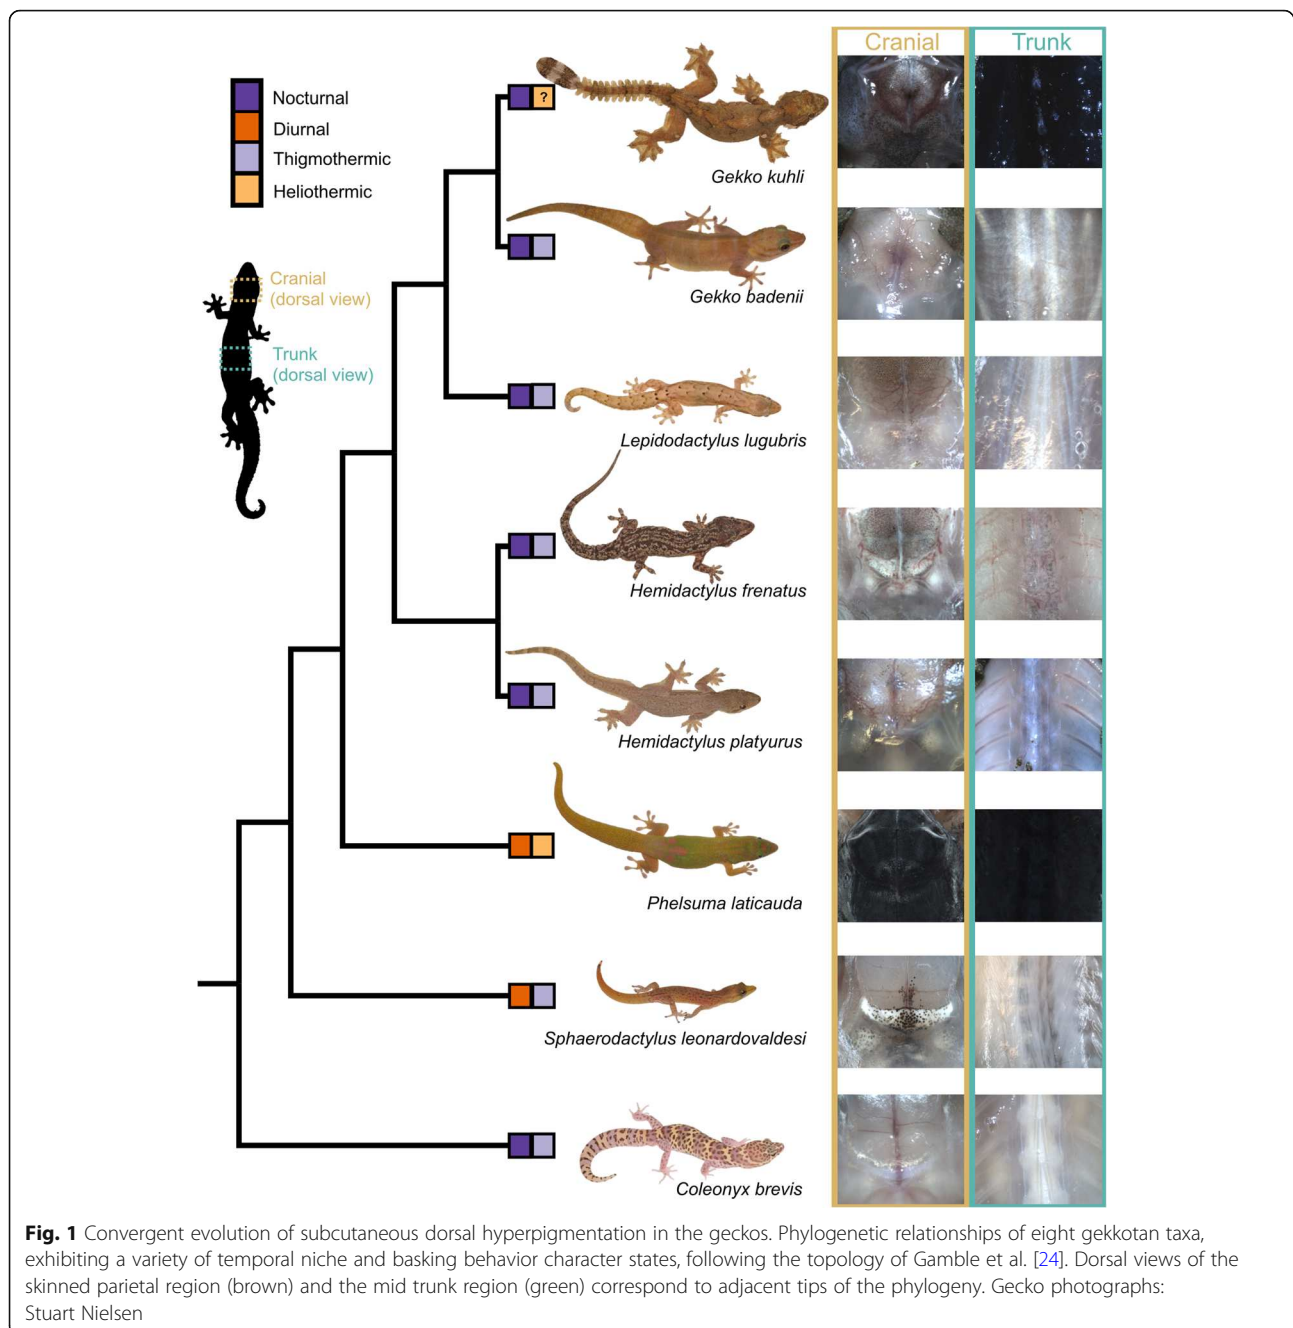 Cranial
Trunk
Nocturnal
Diurnal
Thigmothermic
Heliothermic
?
Gekko kuhli
Gekko badenii
Cranial
(dorsal view)
Trunk
(dorsal view)
Lepidodactylus lugubris
Hemidactylus frenatus
Hemidactylus platyurus
Phelsuma laticauda
Sphaerodactylus leonardovaldesi
Coleonyx brevis
Fig. 1 Convergent evolution of subcutaneous dorsal hyperpigmentation in the geckos. Phylogenetic relationships of eight gekkotan taxa,
exhibiting a variety of temporal niche and basking behavior character states, following the topology of Gamble et al. [24]. Dorsal views of the
skinned parietal region (brown) and the mid trunk region (green) correspond to adjacent tips of the phylogeny. Gecko photographs:
Stuart Nielsen